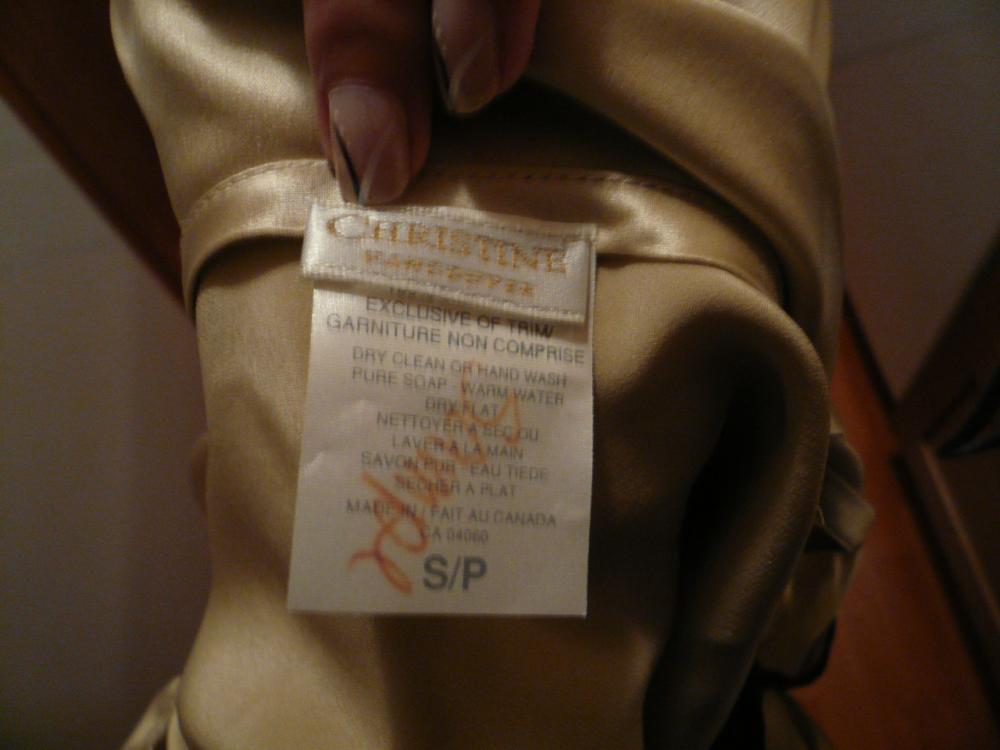 CHRISTINE
VANCOUVER
EXCLUSIVE OF TRIM/
GARNITURE NON COMPRISE
DRY CLEAN OR HAND WASH
PURE SOAP - WARM WATER
DRY FLAT
NETTOYER A SEC OU
LAVER A LA MAIN
SAVON PUR - EAU TIEDE
SECHER A PLAT
MADE IN / FAIT AU CANADA
CA 04060
S/P